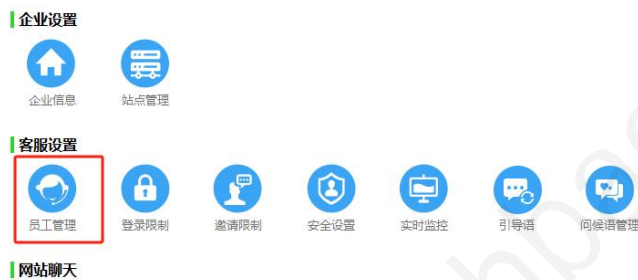 企业设置
企业信息 站点管理
客服设置
员工管理 登录限制 邀请限制 安全设置 实时监控 引导语 问候语管理
网站聊天